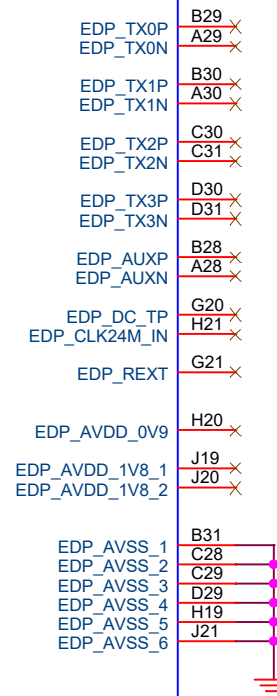 EDP_TX0P B29
EDP_TX0N A29
EDP_TX1P B30
EDP_TX1N A30
EDP_TX2P C30
EDP_TX2N C31
EDP_TX3P D30
EDP_TX3N D31
EDP_AUXP B28
EDP_AUXN A28
EDP_DC_TP G20
EDP_CLK24M_IN H21
EDP_REXT G21
EDP_AVDD_0V9 H20
EDP_AVDD_1V8_1 J19
EDP_AVDD_1V8_2 J20
EDP_AVSS_1 B31
EDP_AVSS_2 C28
EDP_AVSS_3 C29
EDP_AVSS_4 D29
EDP_AVSS_5 H19
EDP_AVSS_6 J21